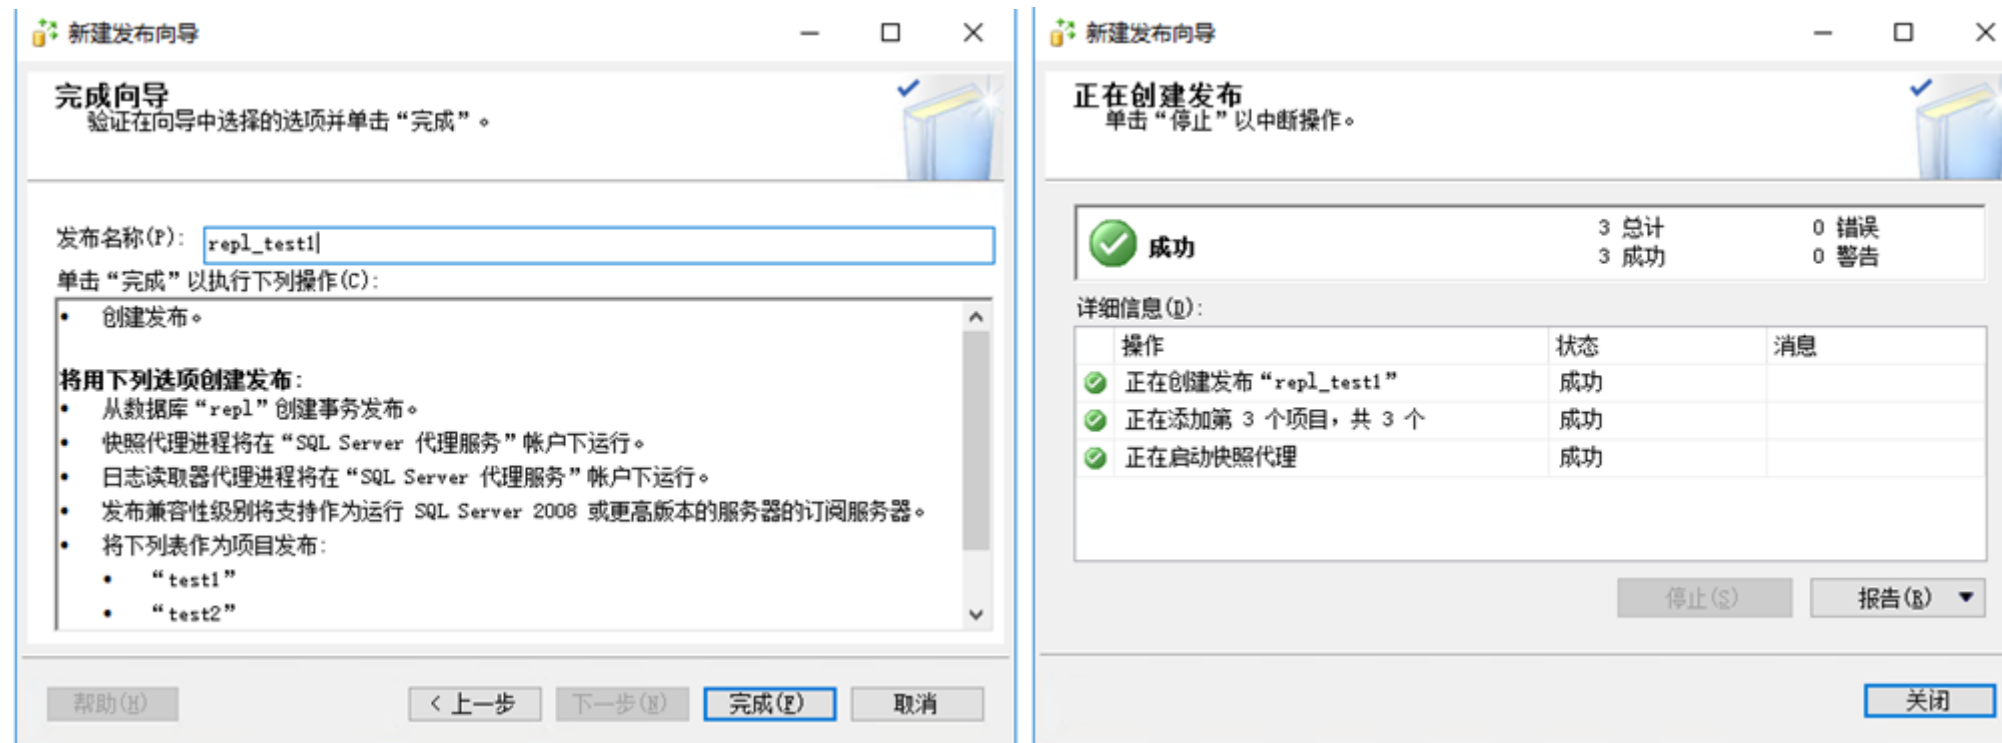 新建发布向导
完成向导
验证在向导中选择的选项并单击“完成”。
发布名称(P):
repl_test1
单击“完成”以执行下列操作(C):
• 创建发布。
将用下列选项创建发布:
• 从数据库“repl”创建事务发布。
• 快照代理进程将在“SQL Server 代理服务”帐户下运行。
• 日志读取器代理进程将在“SQL Server 代理服务”帐户下运行。
• 发布兼容性级别将支持作为运行 SQL Server 2008 或更高版本的服务器的订阅服务器。
• 将下列表作为项目发布:
• “test1”
• “test2”
帮助(H)
< 上一步
下一步(N)
完成(F)
取消
新建发布向导
正在创建发布
单击“停止”以中断操作。
成功
3 总计
0 错误
3 成功
0 警告
详细信息(D):
操作 状态 消息
正在创建发布“repl_test1” 成功
正在添加第 3 个项目，共 3 个 成功
正在启动快照代理 成功
停止(S)
报告(R)
关闭